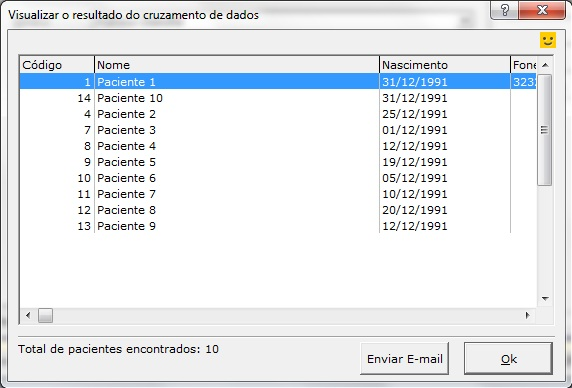 Visualizar o resultado do cruzamento de dados
Código Nome Nascimento Fone
1 Paciente 1 31/12/1991
14 Paciente 10 31/12/1991
4 Paciente 2 25/12/1991
7 Paciente 3 01/12/1991
8 Paciente 4 12/12/1991
9 Paciente 5 19/12/1991
10 Paciente 6 05/12/1991
11 Paciente 7 10/12/1991
12 Paciente 8 20/12/1991
13 Paciente 9 12/12/1991
Total de pacientes encontrados: 10
Enviar E-mail
Ok